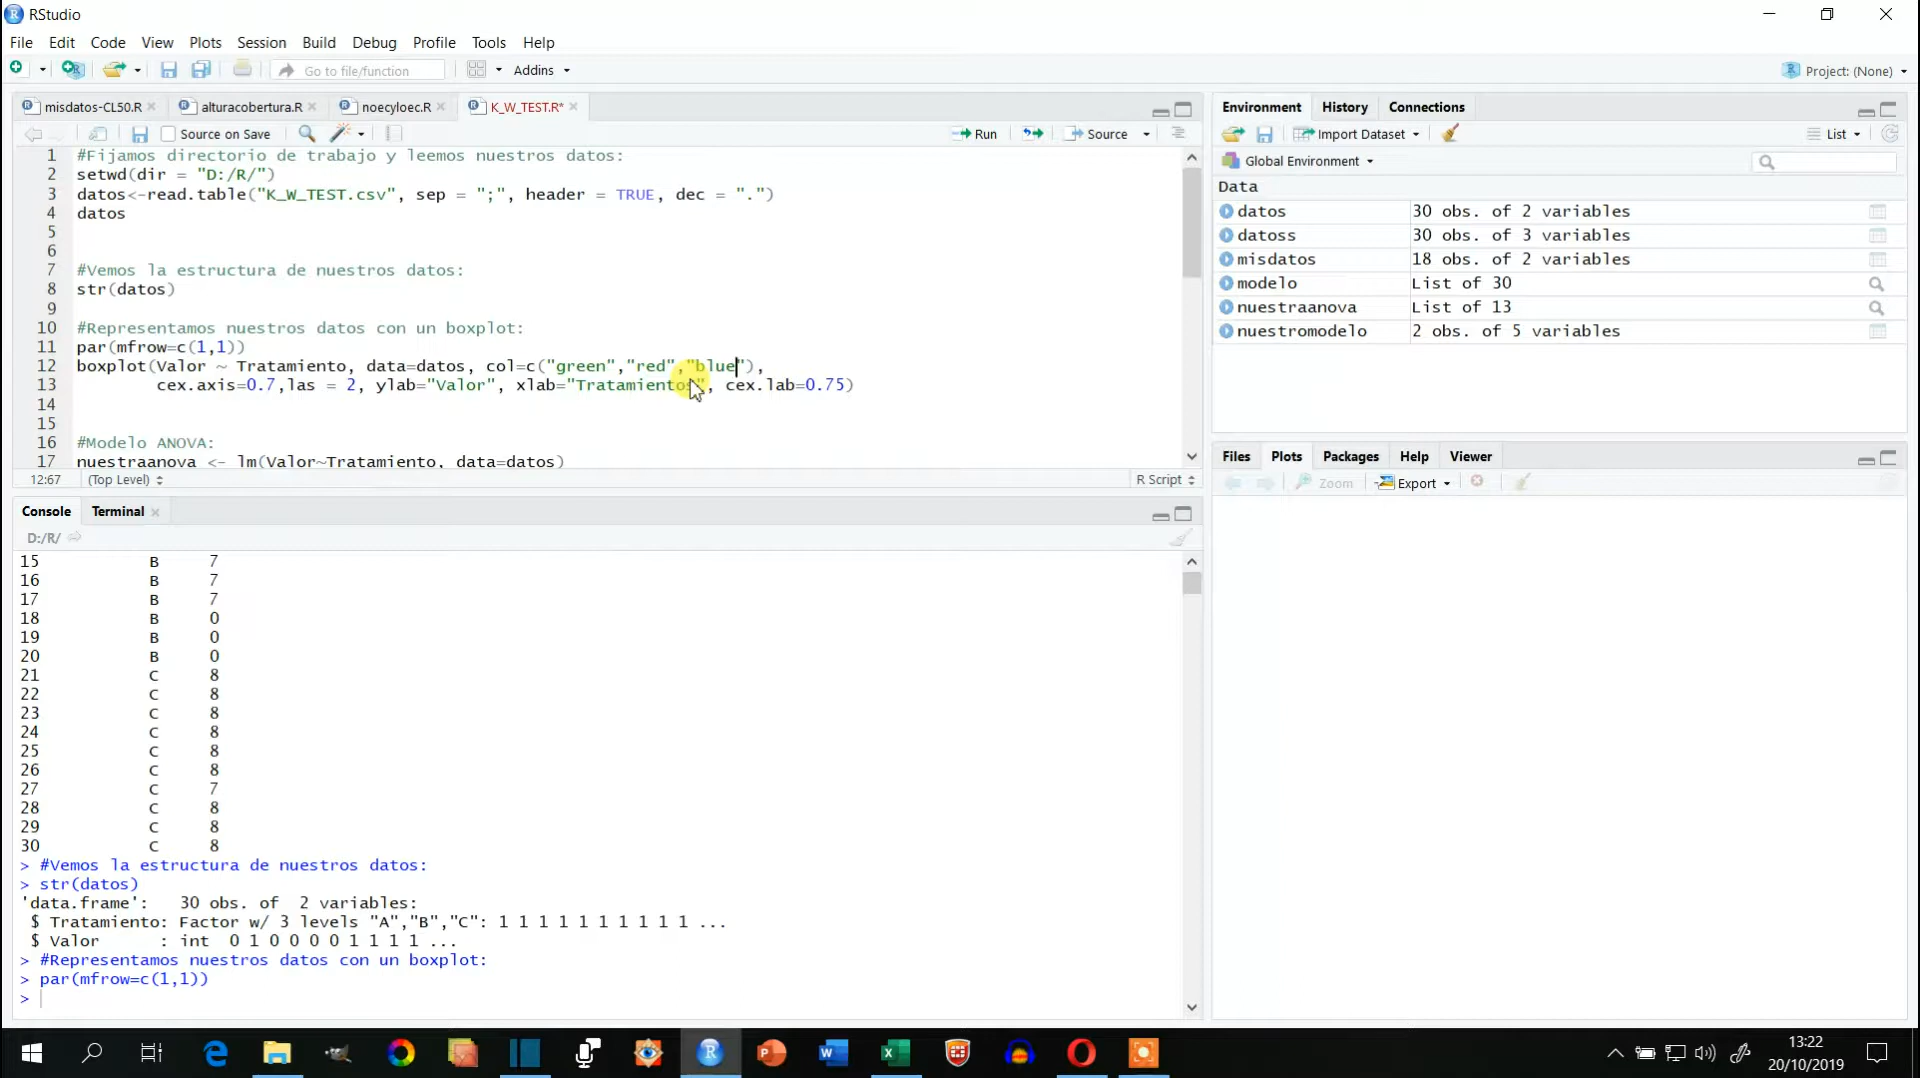 RStudio
File Edit Code View Plots Session Build Debug Profile Tools Help
Go to file/function Addins Project: (None)
misdatos-CL50.R alturacobertura.R noecyloec.R K_W_TEST.R*
Source on Save Run Source
1 #Fijamos directorio de trabajo y leemos nuestros datos:
2 setwd(dir = "D:/R/")
3 datos<-read.table("K_W_TEST.csv", sep = ";", header = TRUE, dec = ".")
4 datos
5
6
7 #Vemos la estructura de nuestros datos:
8 str(datos)
9
10 #Representamos nuestros datos con un boxplot:
11 par(mfrow=c(1,1))
12 boxplot(Valor ~ Tratamiento, data=datos, col=c("green","red","blue"),
13 cex.axis=0.7,las = 2, ylab="Valor", xlab="Tratamientos", cex.lab=0.75)
14
15
16 #Modelo ANOVA:
17 nuestraanova <- lm(Valor~Tratamiento, data=datos)
12:67 (Top Level) R Script
Console Terminal
D:/R/
15 B 7
16 B 7
17 B 7
18 B 0
19 B 0
20 B 0
21 C 8
22 C 8
23 C 8
24 C 8
25 C 8
26 C 8
27 C 7
28 C 8
29 C 8
30 C 8
> #Vemos la estructura de nuestros datos:
> str(datos)
'data.frame': 30 obs. of 2 variables:
$ Tratamiento: Factor w/ 3 levels "A","B","C": 1 1 1 1 1 1 1 1 1 1 ...
$ Valor : int 0 1 0 0 0 0 1 1 1 1 ...
> #Representamos nuestros datos con un boxplot:
> par(mfrow=c(1,1))
>
Environment History Connections
Import Dataset List
Global Environment
Data
datos 30 obs. of 2 variables
datoss 30 obs. of 3 variables
misdatos 18 obs. of 2 variables
modelo List of 30
nuestraanova List of 13
nuestromodelo 2 obs. of 5 variables
Files Plots Packages Help Viewer
Zoom Export
13:22
20/10/2019